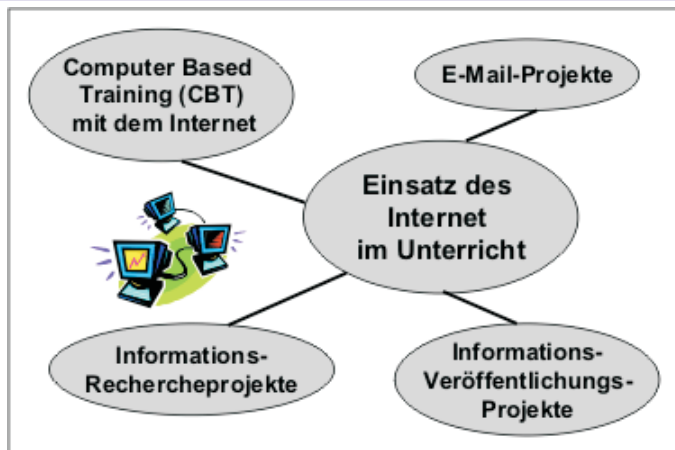 Computer Based
Training (CBT)
mit dem Internet
E-Mail-Projekte
Einsatz des
Internet
im Unterricht
Informations-
Rechercheprojekte
Informations-
Veröffentlichungs-
Projekte